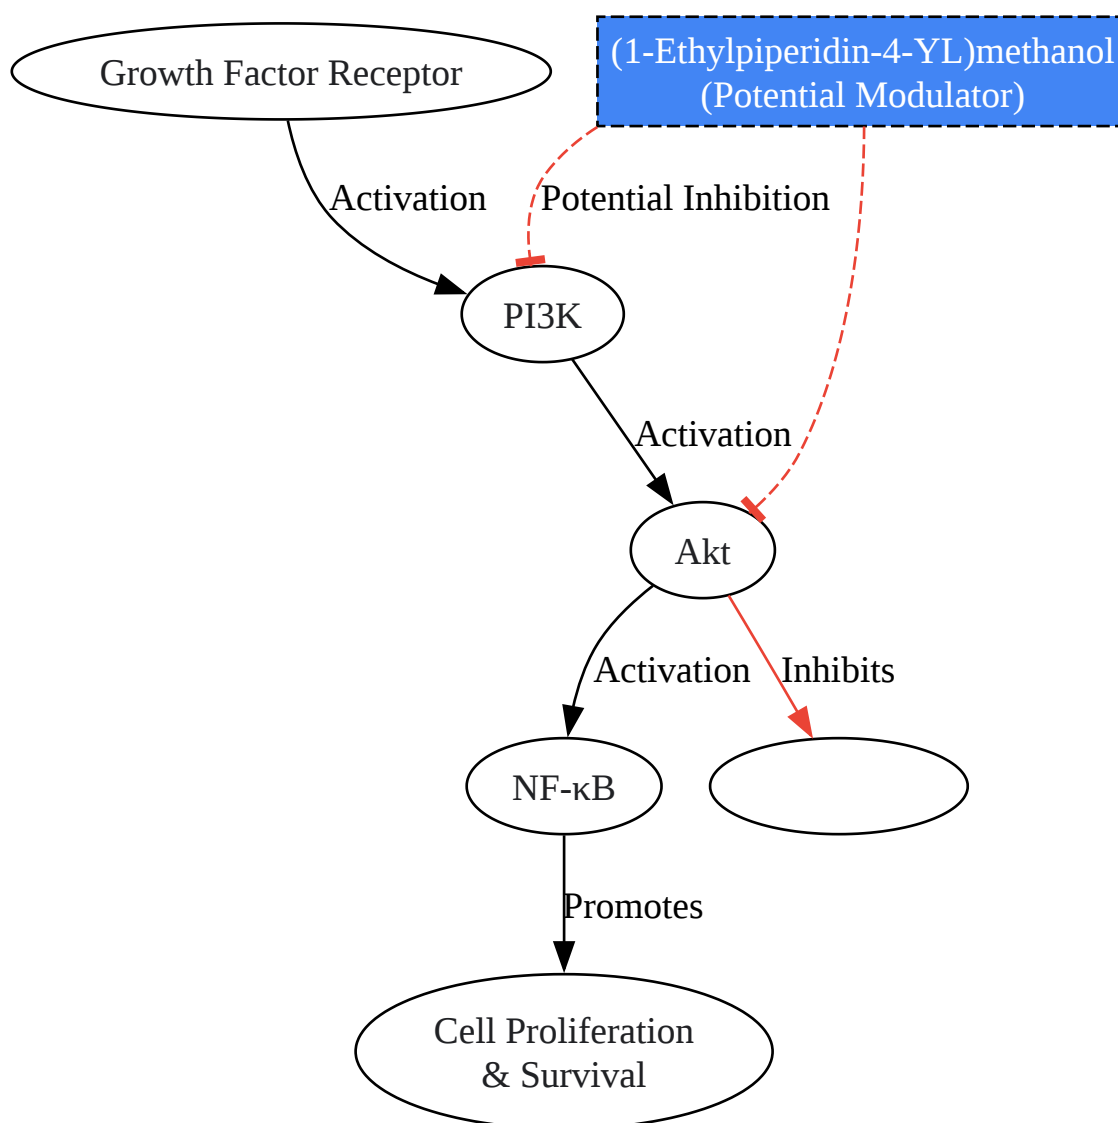 Growth Factor Receptor
(1-Ethylpiperidin-4-YL)methanol
(Potential Modulator)
Activation
Potential Inhibition
PI3K
Activation
Akt
Activation
Inhibits
NF-κB
Promotes
Cell Proliferation
& Survival